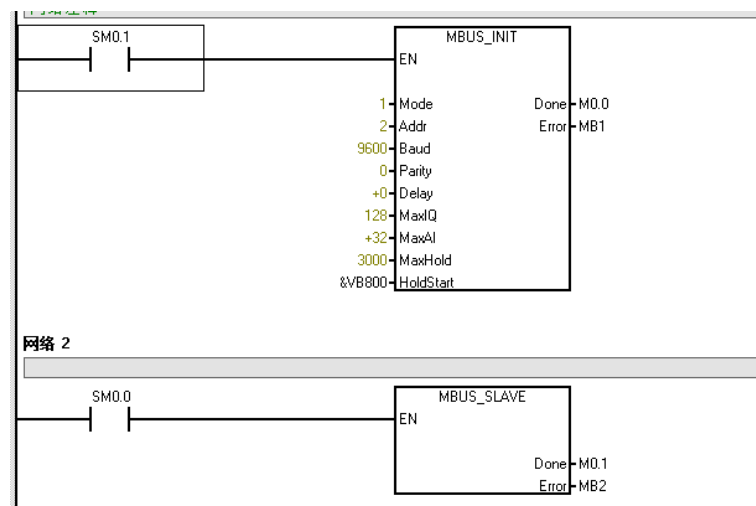 SM0.1
MBUS_INIT
EN
1 Mode Done M0.0
2 Addr Error MB1
9600 Baud
0 Parity
+0 Delay
128 MaxIQ
+32 MaxAI
3000 MaxHold
&VB800 HoldStart
网络 2
SM0.0
MBUS_SLAVE
EN
Done M0.1
Error MB2